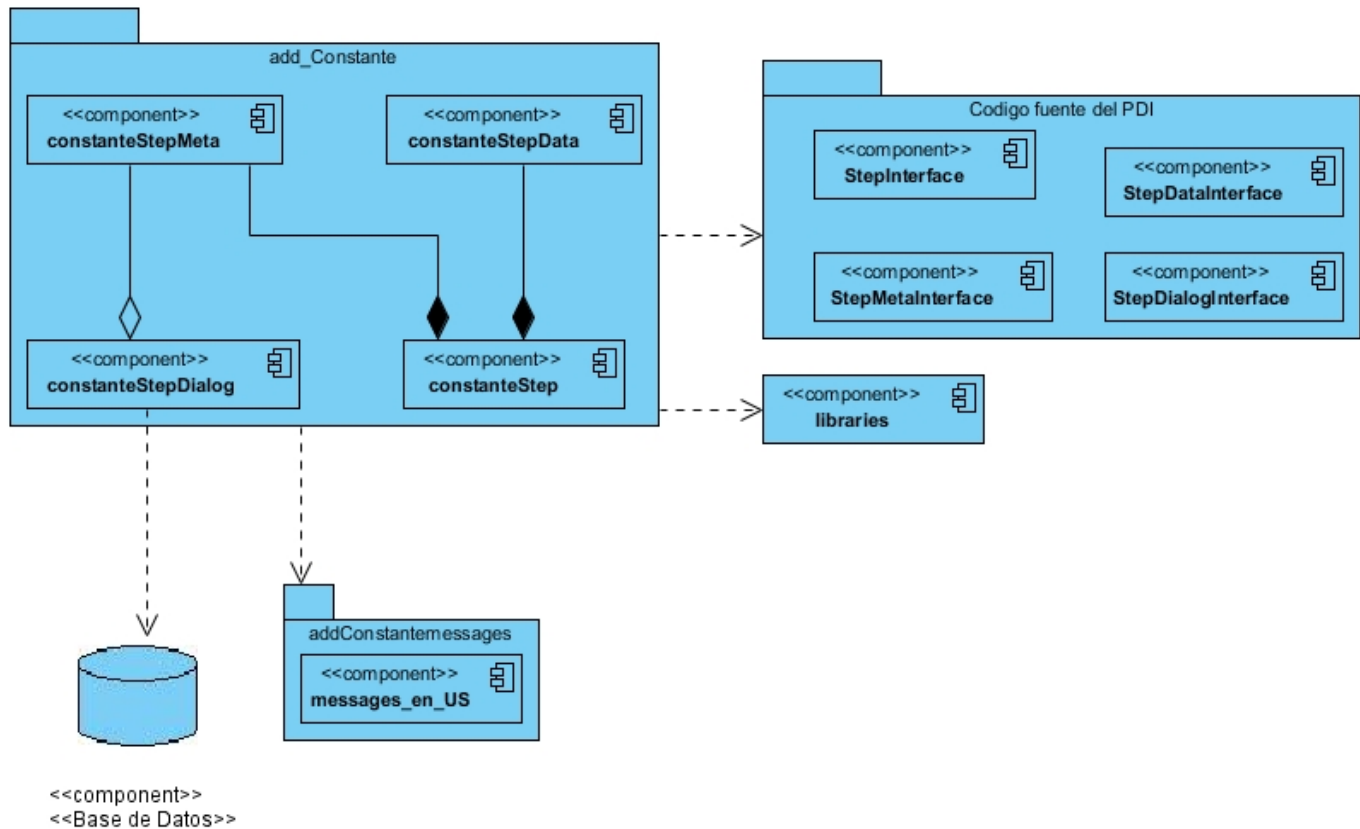 add_Constante
<<component>>
constanteStepMeta
<<component>>
constanteStepData
<<component>>
constanteStepDialog
<<component>>
constanteStep
Codigo fuente del PDI
<<component>>
StepInterface
<<component>>
StepDataInterface
<<component>>
StepMetaInterface
<<component>>
StepDialogInterface
<<component>>
libraries
addConstantemessages
<<component>>
messages_en_US
<<component>>
<<Base de Datos>>